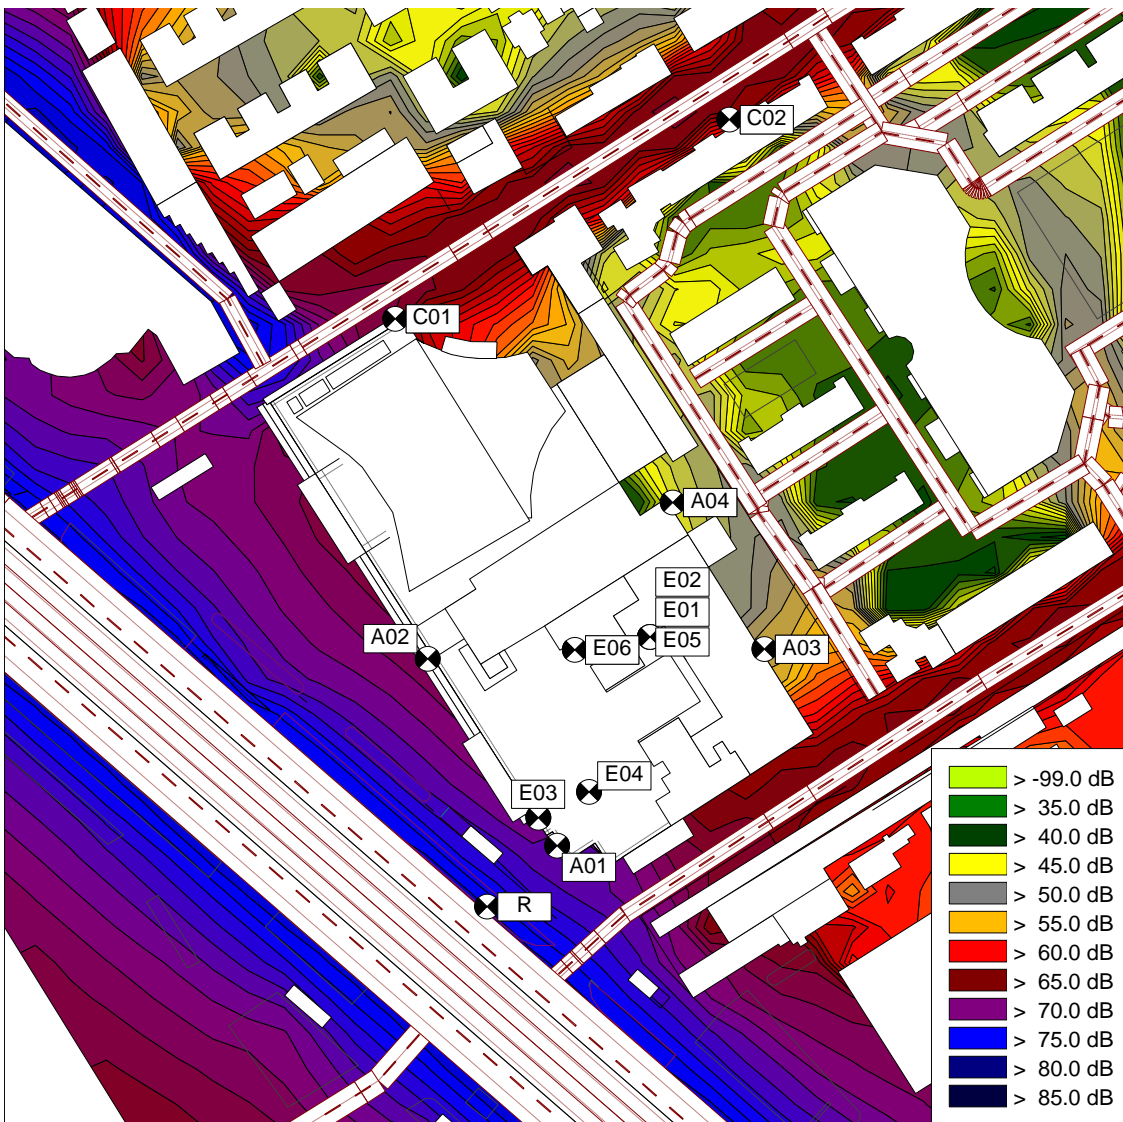 C02
C01
A04
E02
E01
E05
A02
E06
A03
E04
E03
A01
R
> -99.0 dB
> 35.0 dB
> 40.0 dB
> 45.0 dB
> 50.0 dB
> 55.0 dB
> 60.0 dB
> 65.0 dB
> 70.0 dB
> 75.0 dB
> 80.0 dB
> 85.0 dB